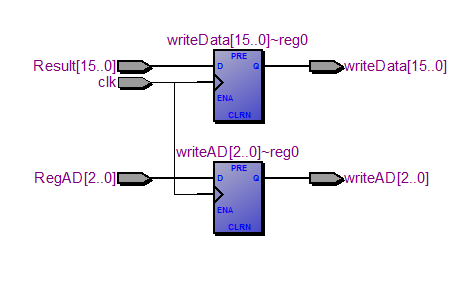 writeData[15..0]~reg0
Result[15..0]
clk
PRE
D
Q
ENA
CLRN
writeData[15..0]
writeAD[2..0]~reg0
RegAD[2..0]
PRE
D
Q
ENA
CLRN
writeAD[2..0]